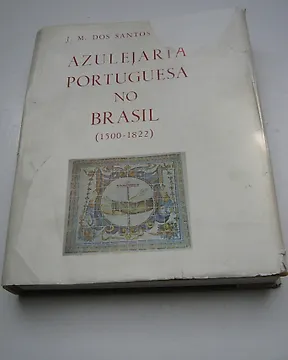 J. M. DOS SANTOS
AZULEJARIA
PORTUGUESA
NO
BRASIL
(1500-1822)